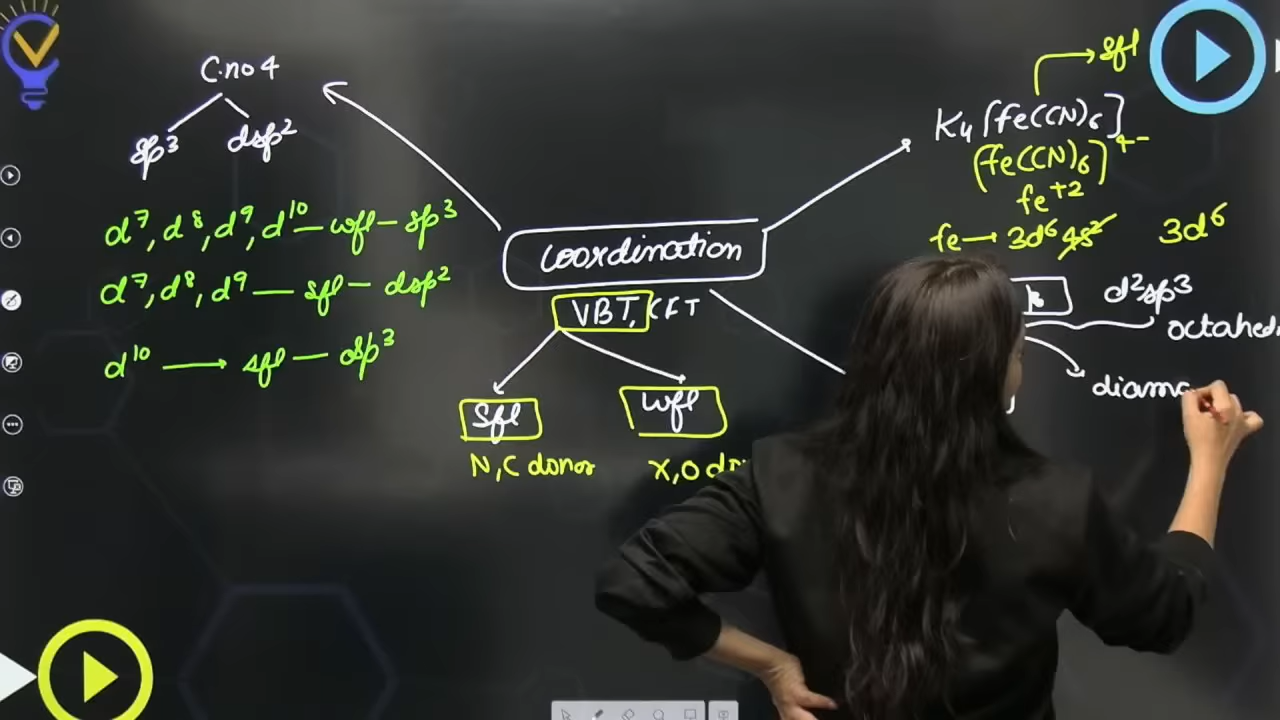 C.no 4
sp³ dsp²
d⁷, d⁸, d⁹, d¹⁰ — wfl — sp³
d⁷, d⁸, d⁹ — sfl — dsp²
d¹⁰ → sfl — sp³
coordination
VBT, CFT
Sfl wfl
N, C donor X, O
→ sfl
K₄[Fe(CN)₆]
(fe(CN)₆)⁴⁻
fe⁺²
fe → 3d⁶ 4s² 3d⁶
d²sp³
octahed
diama